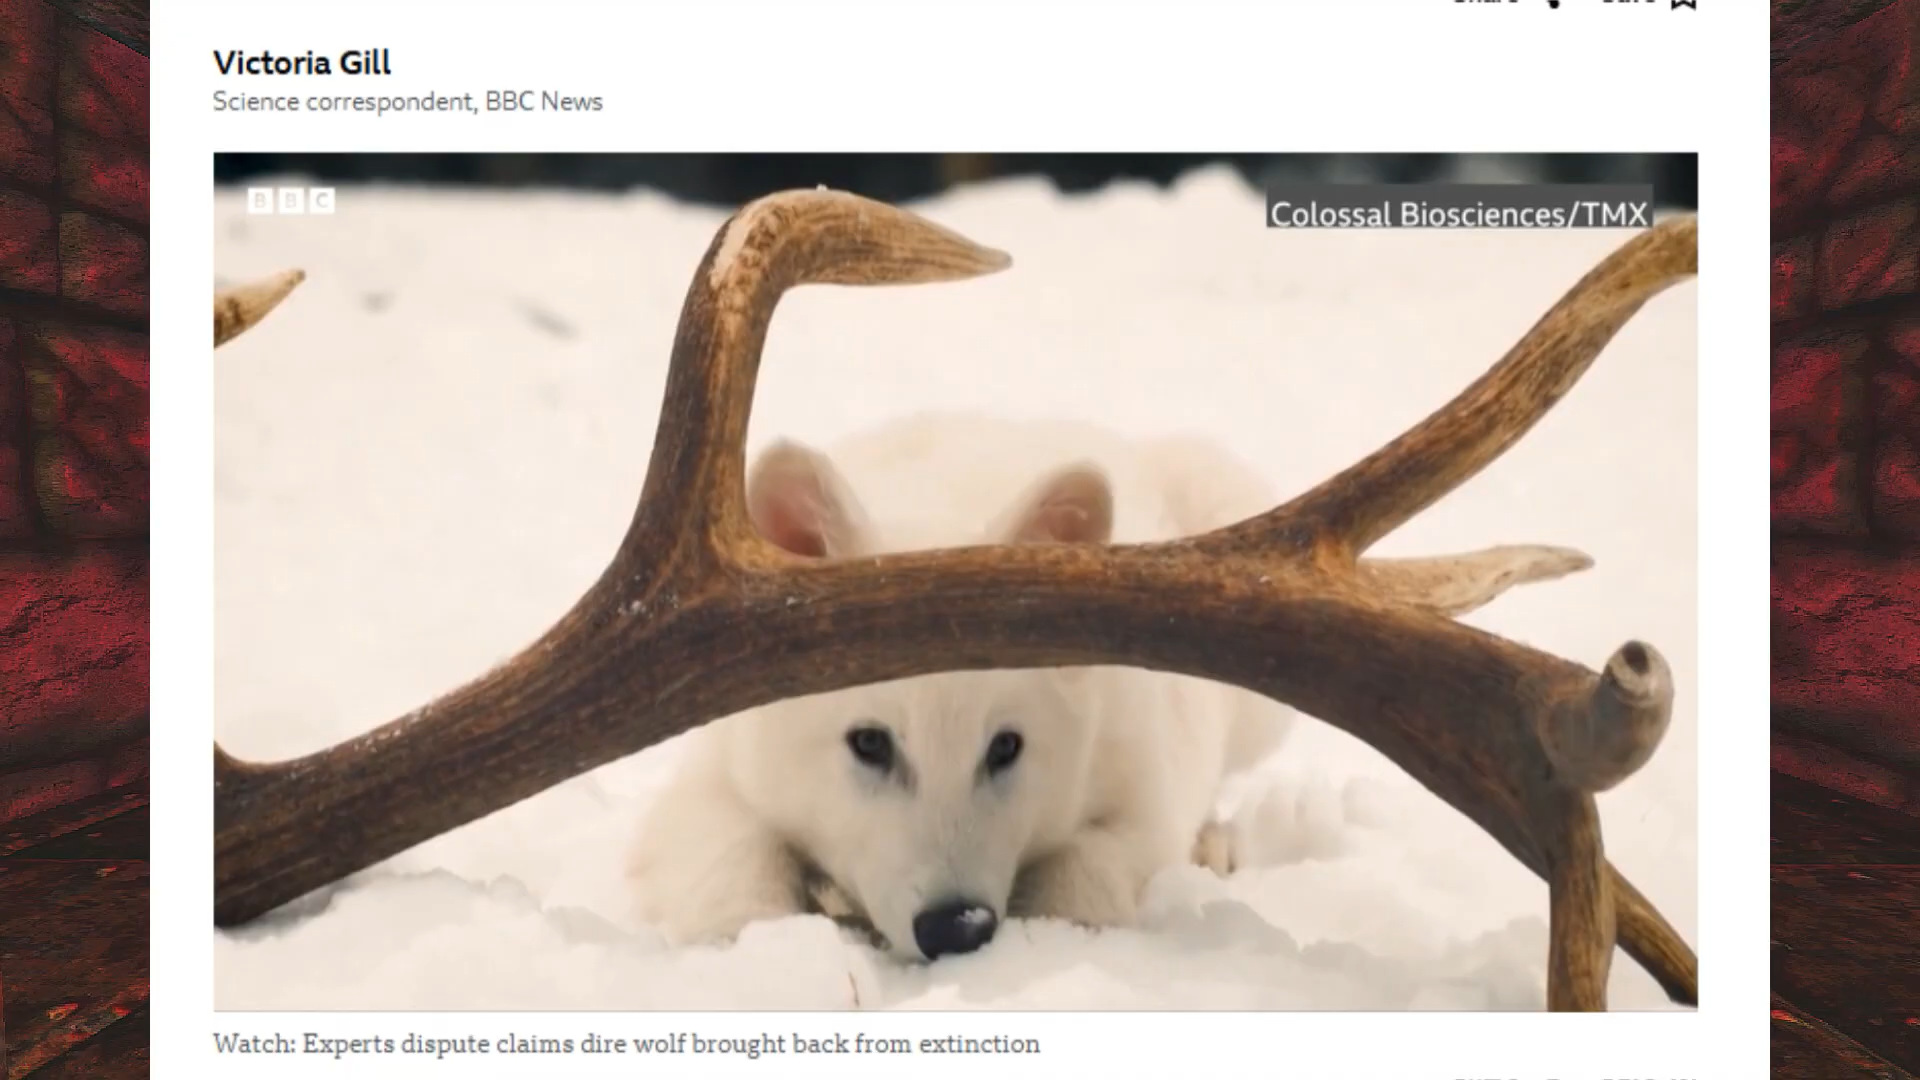 Victoria Gill
Science correspondent, BBC News
BBC
Colossal Biosciences/TMX
Watch: Experts dispute claims dire wolf brought back from extinction